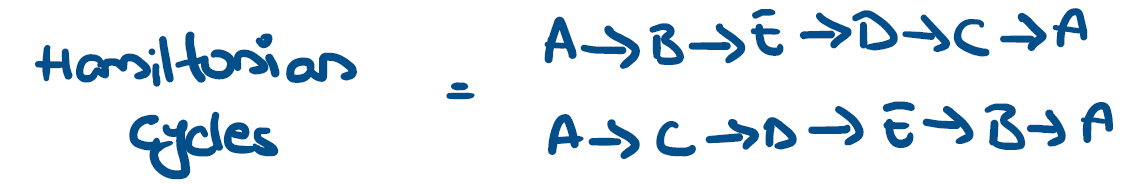 Hamiltonian
Cycles
=
A→B→E→D→C→A
A→C→D→E→B→A